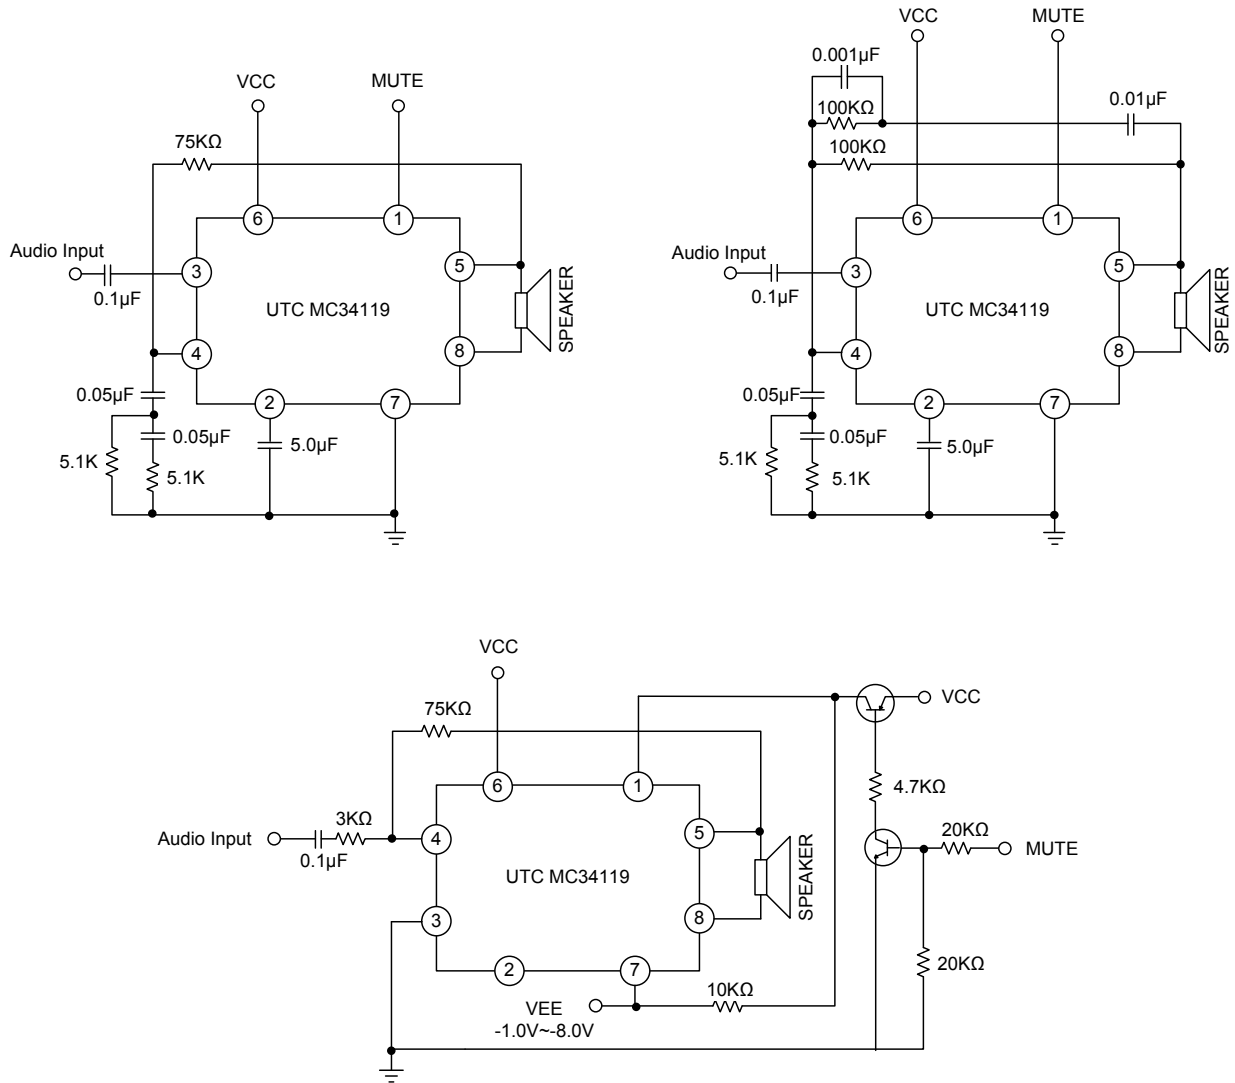 VCC
MUTE
75KΩ
6
1
Audio Input
0.1µF
3
5
UTC MC34119
SPEAKER
4
8
0.05µF
2
7
0.05µF
5.0µF
5.1K
5.1K
VCC
MUTE
0.001µF
0.01µF
100KΩ
100KΩ
6
1
Audio Input
0.1µF
3
5
UTC MC34119
SPEAKER
4
8
0.05µF
2
7
0.05µF
5.0µF
5.1K
5.1K
VCC
VCC
75KΩ
6
1
4.7KΩ
Audio Input
0.1µF
3KΩ
4
5
20KΩ
MUTE
UTC MC34119
SPEAKER
3
8
2
7
20KΩ
10KΩ
VEE
-1.0V~-8.0V